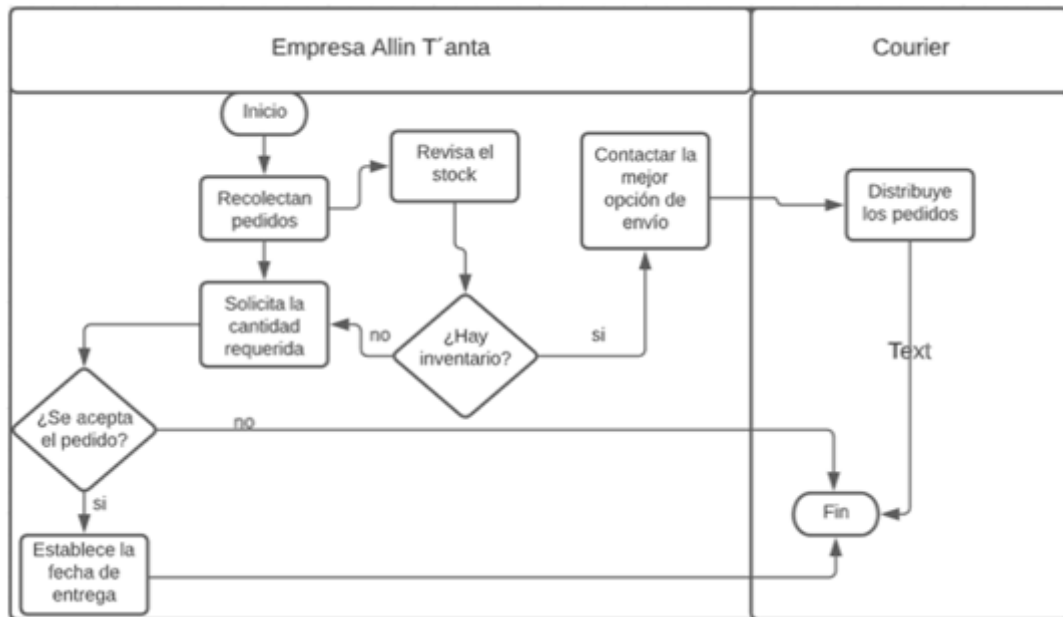 Empresa Allin T´anta
Courier
Inicio
Recolectan
pedidos
Revisa el
stock
Contactar la
mejor
opción de
envío
Distribuye
los pedidos
Solicita la
cantidad
requerida
no
¿Hay
inventario?
si
Text
¿Se acepta
el pedido?
no
si
Fin
Establece la
fecha de
entrega